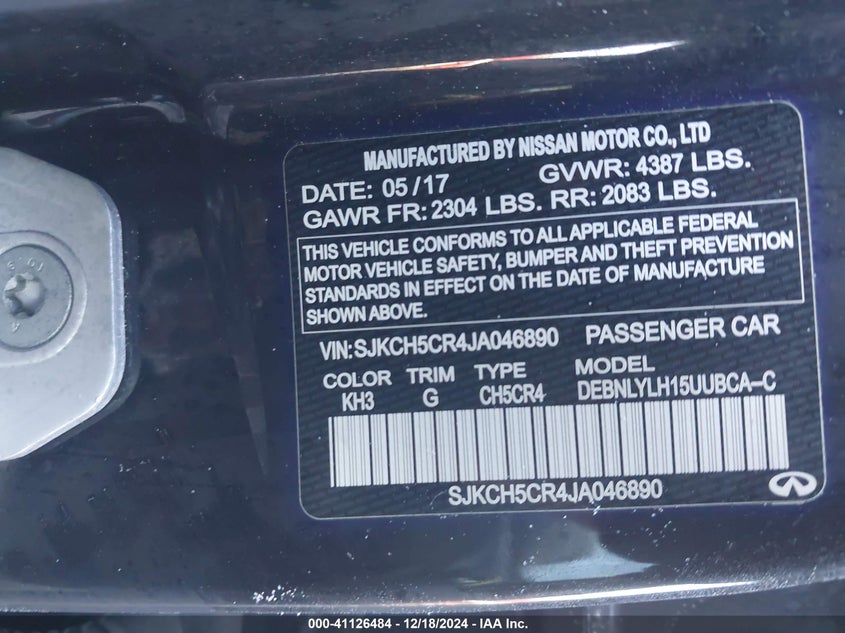 MANUFACTURED BY NISSAN MOTOR CO., LTD
DATE: 05 / 17 GVWR: 4387 LBS.
GAWR FR: 2304 LBS. RR: 2083 LBS.
THIS VEHICLE CONFORMS TO ALL APPLICABLE FEDERAL
MOTOR VEHICLE SAFETY, BUMPER AND THEFT PREVENTION
STANDARDS IN EFFECT ON THE DATE OF MANUFACTURE
SHOWN ABOVE.
VIN: SJKCH5CR4JA046890 PASSENGER CAR
COLOR TRIM TYPE MODEL
KH3 G CH5CR4 DEBNLYLH15UUBCA-C
SJKCH5CR4JA046890
000-41126484 - 12/18/2024 - IAA Inc.